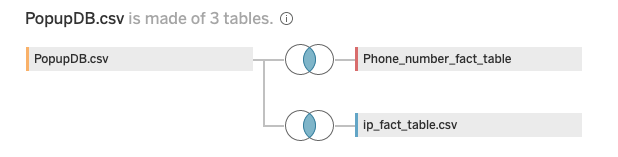 PopupDB.csv is made of 3 tables.
PopupDB.csv
Phone_number_fact_table
ip_fact_table.csv